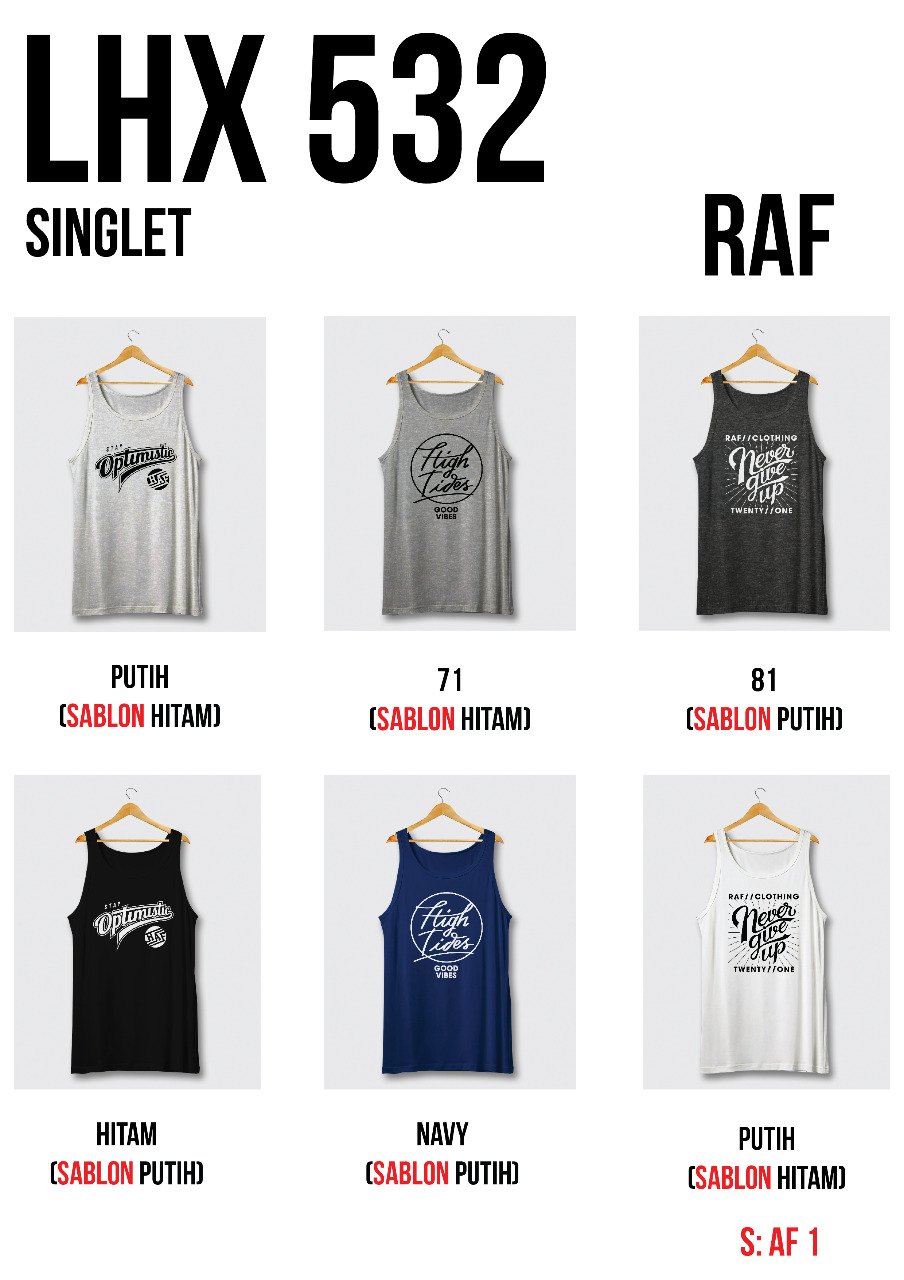 LHX 532
SINGLET
RAF
STAY
Optimistic
RAF
High
Tides
GOOD
VIBES
RAF//CLOTHING
Never
give
up
TWENTY//ONE
PUTIH
(SABLON HITAM)
71
(SABLON HITAM)
81
(SABLON PUTIH)
STAY
Optimistic
RAF
High
Tides
GOOD
VIBES
RAF//CLOTHING
Never
give
up
TWENTY//ONE
HITAM
(SABLON PUTIH)
NAVY
(SABLON PUTIH)
PUTIH
(SABLON HITAM)
S: AF 1